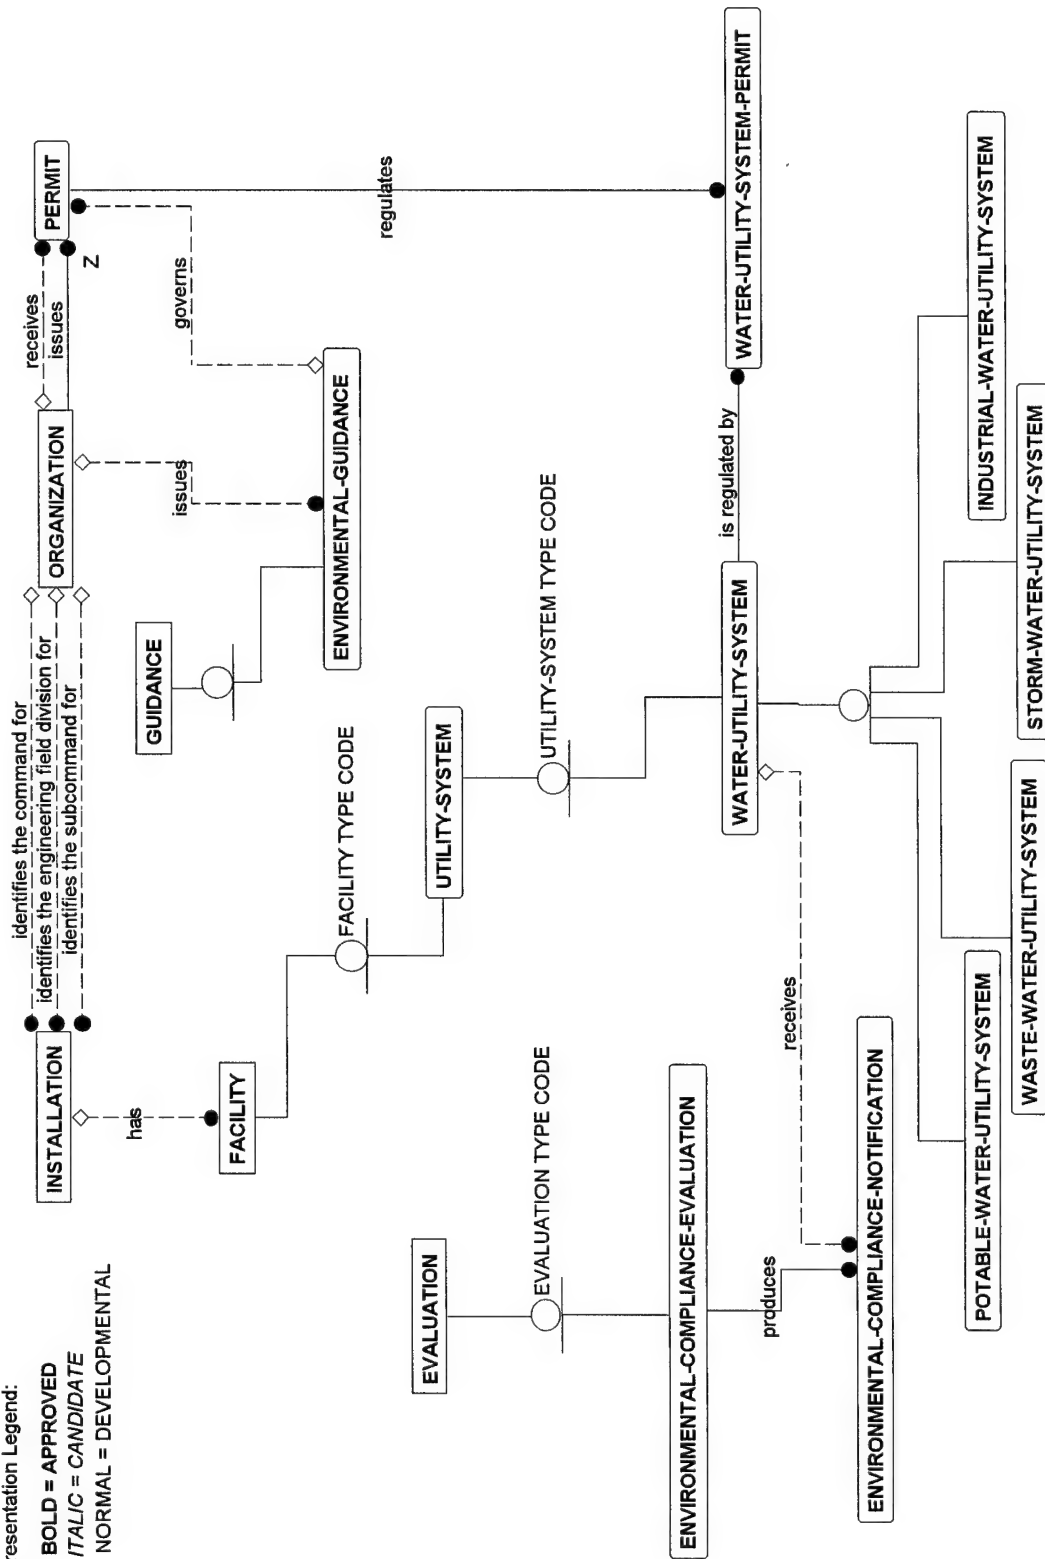 resentation Legend:
BOLD = APPROVED
ITALIC = CANDIDATE
NORMAL = DEVELOPMENTAL
INSTALLATION
identifies the command for
identifies the engineering field division for
identifies the subcommand for
ORGANIZATION
receives
issues
PERMIT
Z
has
FACILITY
GUIDANCE
issues
governs
ENVIRONMENTAL-GUIDANCE
FACILITY TYPE CODE
regulates
EVALUATION
UTILITY-SYSTEM
EVALUATION TYPE CODE
UTILITY-SYSTEM TYPE CODE
ENVIRONMENTAL-COMPLIANCE-EVALUATION
WATER-UTILITY-SYSTEM
is regulated by
WATER-UTILITY-SYSTEM-PERMIT
produces
receives
ENVIRONMENTAL-COMPLIANCE-NOTIFICATION
POTABLE-WATER-UTILITY-SYSTEM
INDUSTRIAL-WATER-UTILITY-SYSTEM
WASTE-WATER-UTILITY-SYSTEM
STORM-WATER-UTILITY-SYSTEM